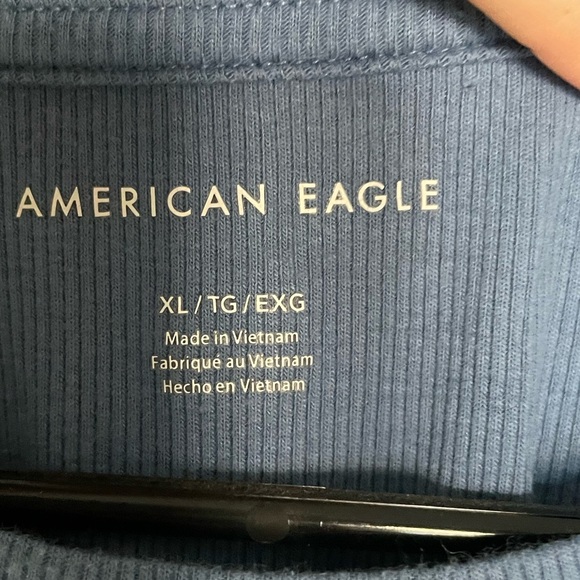 AMERICAN EAGLE
XL / TG / EXG
Made in Vietnam
Fabriqué au Vietnam
Hecho en Vietnam